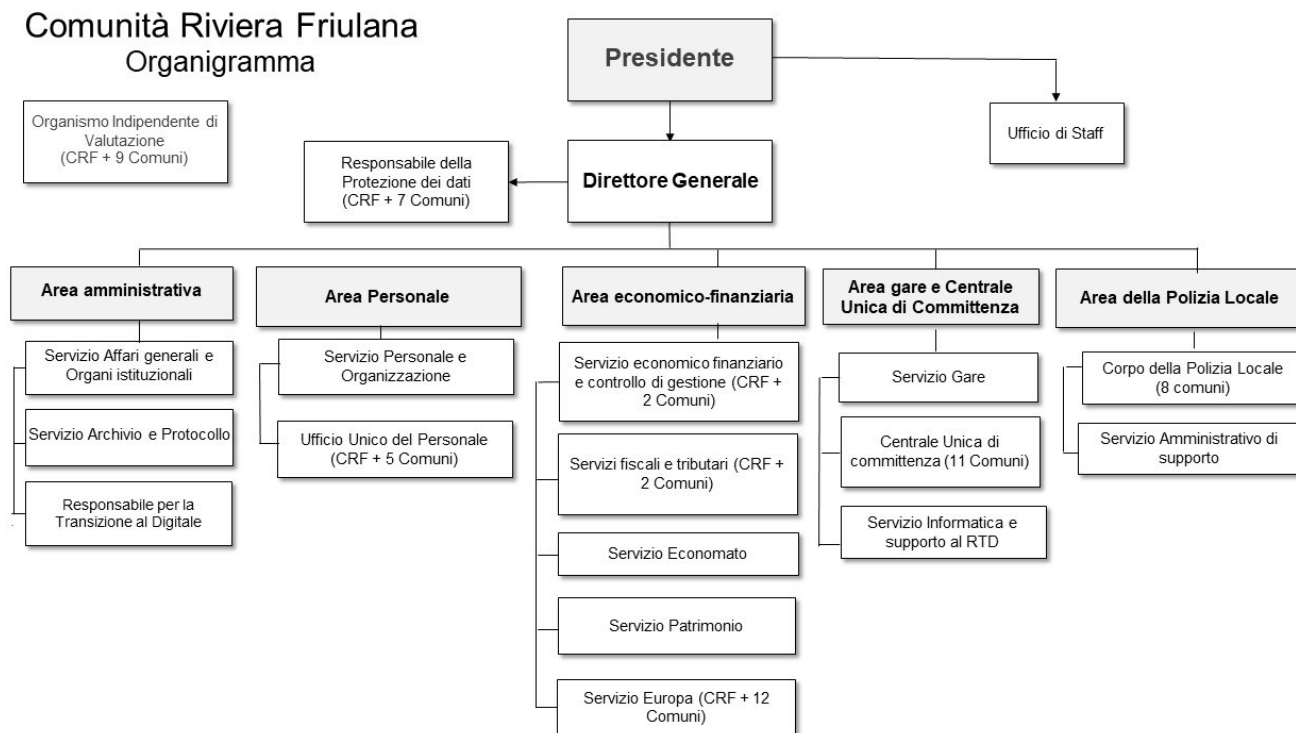 Comunità Riviera Friulana
Organigramma
Presidente
Organismo Indipendente di
Valutazione
(CRF + 9 Comuni)
Ufficio di Staff
Responsabile della
Protezione dei dati
(CRF + 7 Comuni)
Direttore Generale
Area amministrativa
Area Personale
Area economico-finanziaria
Area gare e Centrale
Unica di Committenza
Area della Polizia Locale
Servizio Affari generali e
Organi istituzionali
Servizio Archivio e Protocollo
Responsabile per la
Transizione al Digitale
Servizio Personale e
Organizzazione
Ufficio Unico del Personale
(CRF + 5 Comuni)
Servizio economico finanziario
e controllo di gestione (CRF +
2 Comuni)
Servizi fiscali e tributari (CRF +
2 Comuni)
Servizio Economato
Servizio Patrimonio
Servizio Europa (CRF + 12
Comuni)
Servizio Gare
Centrale Unica di
committenza (11 Comuni)
Servizio Informatica e
supporto al RTD
Corpo della Polizia Locale
(8 comuni)
Servizio Amministrativo di
supporto